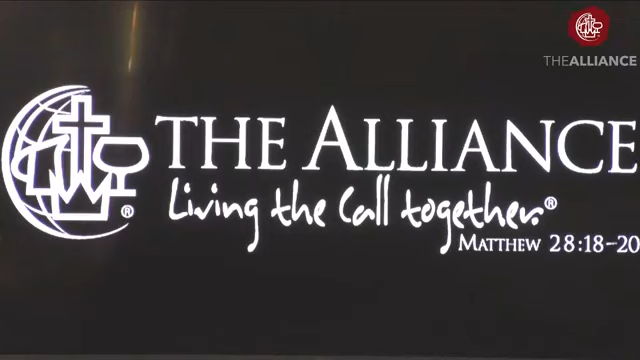 THEALLIANCE
THE ALLIANCE
Living the Call together.®
MATTHEW 28:18-20
®